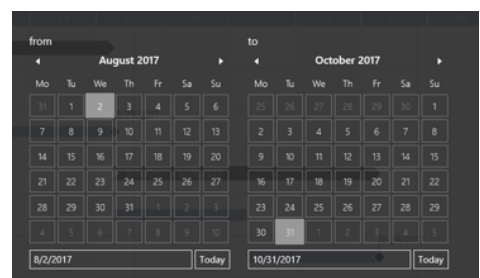 from
August 2017
Mo Tu We Th Fr Sa Su
31 1 2 3 4 5 6
7 8 9 10 11 12 13
14 15 16 17 18 19 20
21 22 23 24 25 26 27
28 29 30 31 1 2 3
4 5 6 7 8 9 10
8/2/2017 Today
to
October 2017
Mo Tu We Th Fr Sa Su
25 26 27 28 29 30 1
2 3 4 5 6 7 8
9 10 11 12 13 14 15
16 17 18 19 20 21 22
23 24 25 26 27 28 29
30 31 1 2 3 4 5
10/31/2017 Today